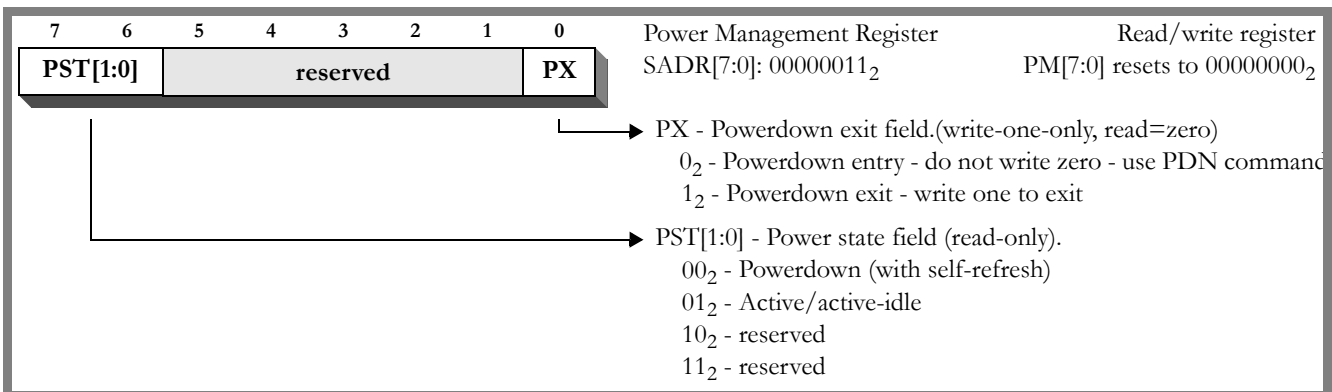 7 6 5 4 3 2 1 0
PST[1:0] reserved PX
Power Management Register Read/write register
SADR[7:0]: 00000011₂ PM[7:0] resets to 00000000₂
PX - Powerdown exit field.(write-one-only, read=zero)
0₂ - Powerdown entry - do not write zero - use PDN command
1₂ - Powerdown exit - write one to exit
PST[1:0] - Power state field (read-only).
00₂ - Powerdown (with self-refresh)
01₂ - Active/active-idle
10₂ - reserved
11₂ - reserved